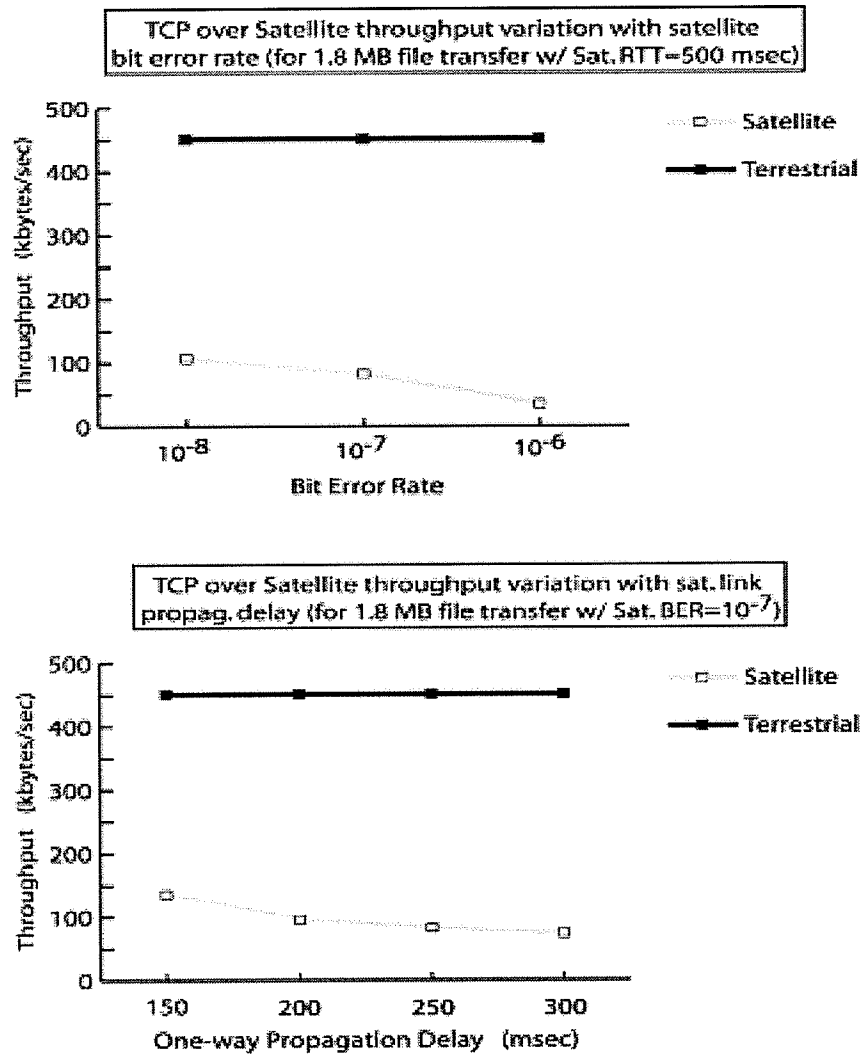 TCP over Satellite throughput variation with satellite
bit error rate (for 1.8 MB file transfer w/ Sat. RTT=500 msec)
500
450
400
300
200
100
0
Throughput (kbytes/sec)
Satellite
Terrestrial
10-8
10-7
10-6
Bit Error Rate
TCP over Satellite throughput variation with sat. link
propag. delay (for 1.8 MB file transfer w/ Sat. BER=10-7)
500
400
300
200
100
0
Throughput (kbytes/sec)
Satellite
Terrestrial
150
200
250
300
One-way Propagation Delay (msec)